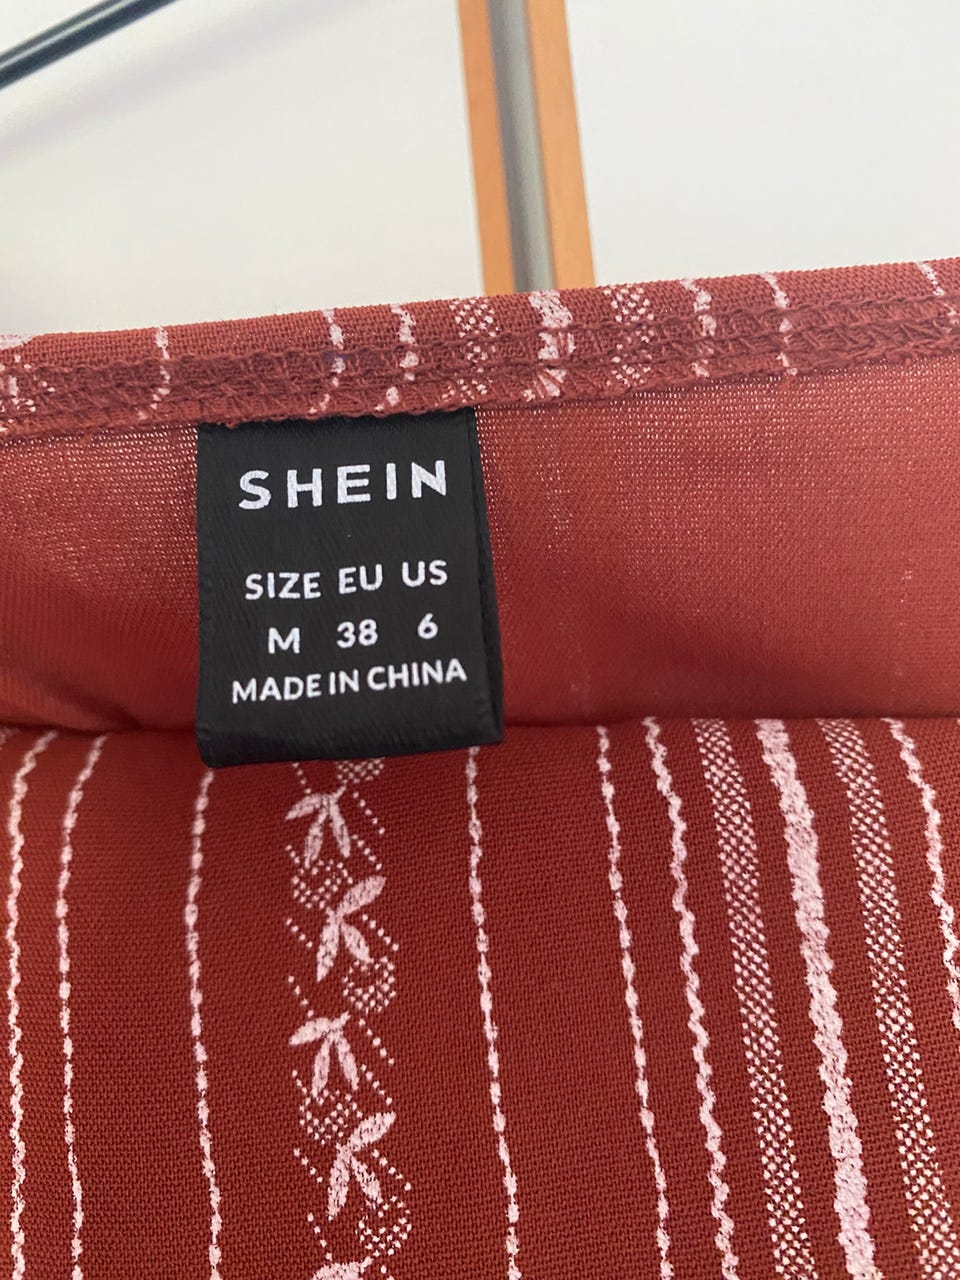 SHEIN
SIZE EU US
M 38 6
MADE IN CHINA